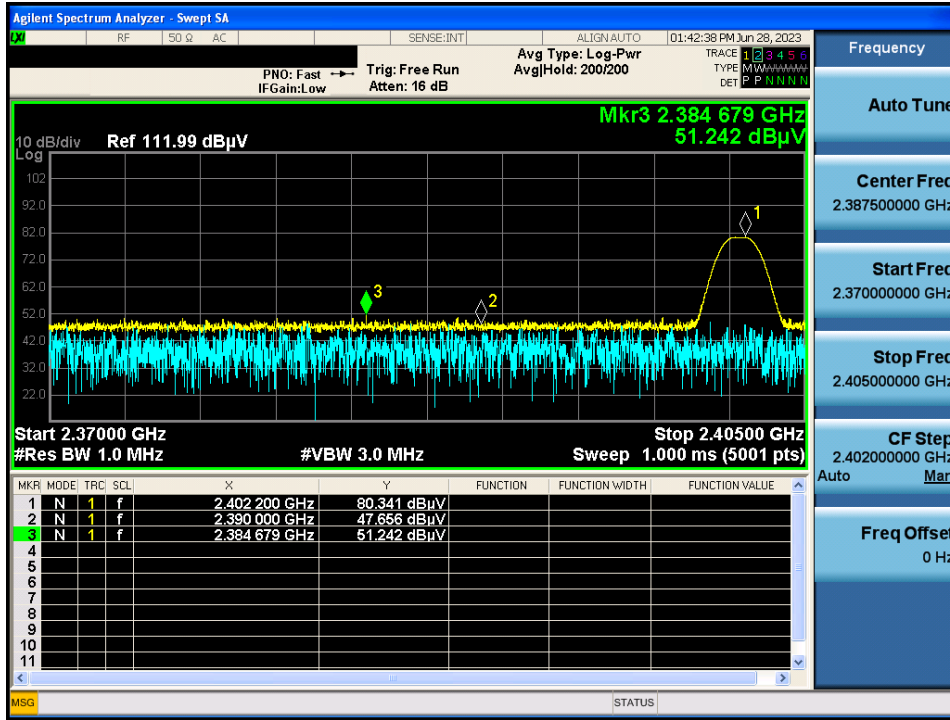 Agilent Spectrum Analyzer - Swept SA
LXI RF 50 Ω AC SENSE:INT ALIGN AUTO 01:42:38 PM Jun 28, 2023
PNO: Fast
IFGain:Low
Trig: Free Run
Atten: 16 dB
Avg Type: Log-Pwr
Avg|Hold: 200/200
TRACE 1 2 3 4 5 6
TYPE M W W W W W
DET P P N N N N
Mkr3 2.384 679 GHz
51.242 dBµV
10 dB/div Ref 111.99 dBµV
Log
102
92.0
82.0
72.0
62.0
52.0
42.0
32.0
22.0
1
2
3
Start 2.37000 GHz Stop 2.40500 GHz
#Res BW 1.0 MHz #VBW 3.0 MHz Sweep 1.000 ms (5001 pts)
MKR MODE TRC SCL X Y FUNCTION FUNCTION WIDTH FUNCTION VALUE
1 N 1 f 2.402 200 GHz 80.341 dBµV
2 N 1 f 2.390 000 GHz 47.656 dBµV
3 N 1 f 2.384 679 GHz 51.242 dBµV
4
5
6
7
8
9
10
11
MSG STATUS
Frequency
Auto Tune
Center Freq
2.387500000 GHz
Start Freq
2.370000000 GHz
Stop Freq
2.405000000 GHz
CF Step
2.402000000 GHz
Auto Man
Freq Offset
0 Hz